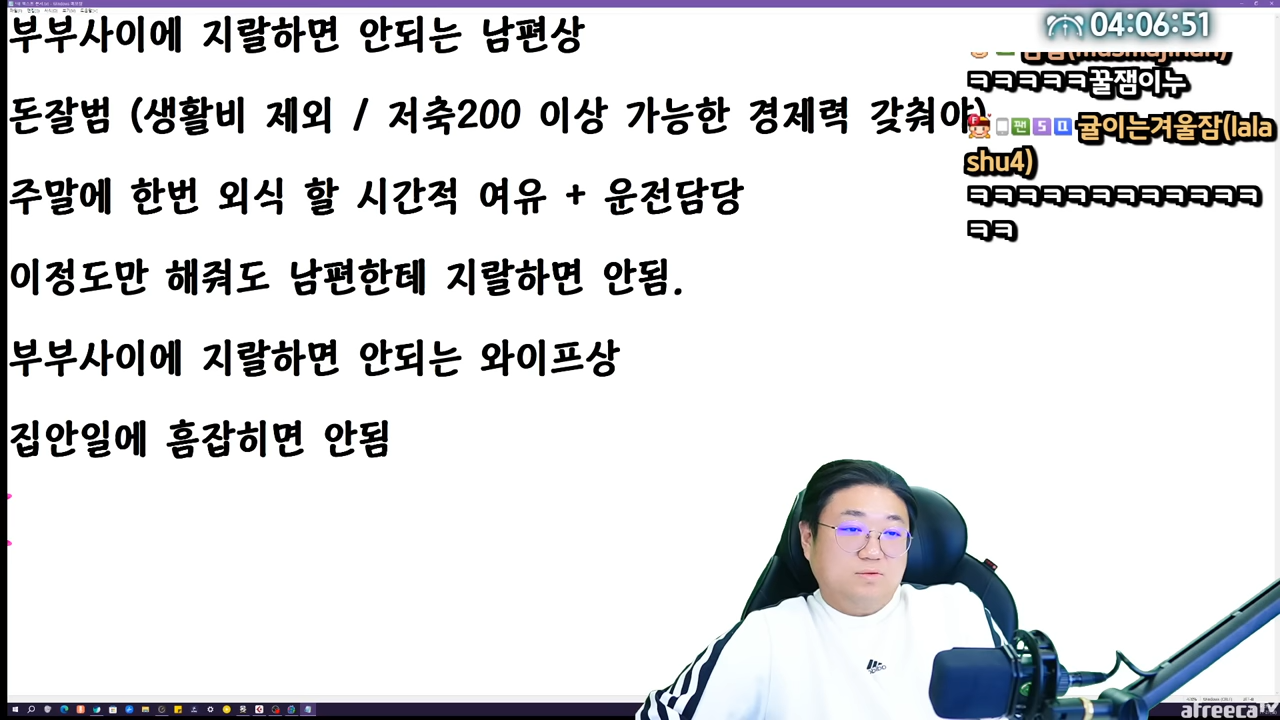 부부사이에 지랄하면 안되는 남편상
돈잘범 (생활비 제외 / 저축200 이상 가능한 경제력 갖춰야)
주말에 한번 외식 할 시간적 여유 + 운전담당
이정도만 해줘도 남편한테 지랄하면 안됨.
부부사이에 지랄하면 안되는 와이프상
집안일에 흠잡히면 안됨
04:06:51
ㅋㅋㅋㅋㅋ꿀잼이누
팬 S Q 귤이는겨울잠(lala
shu4)
ㅋㅋㅋㅋㅋㅋㅋㅋㅋㅋㅋㅋ
ㅋㅋ
afreecaTV